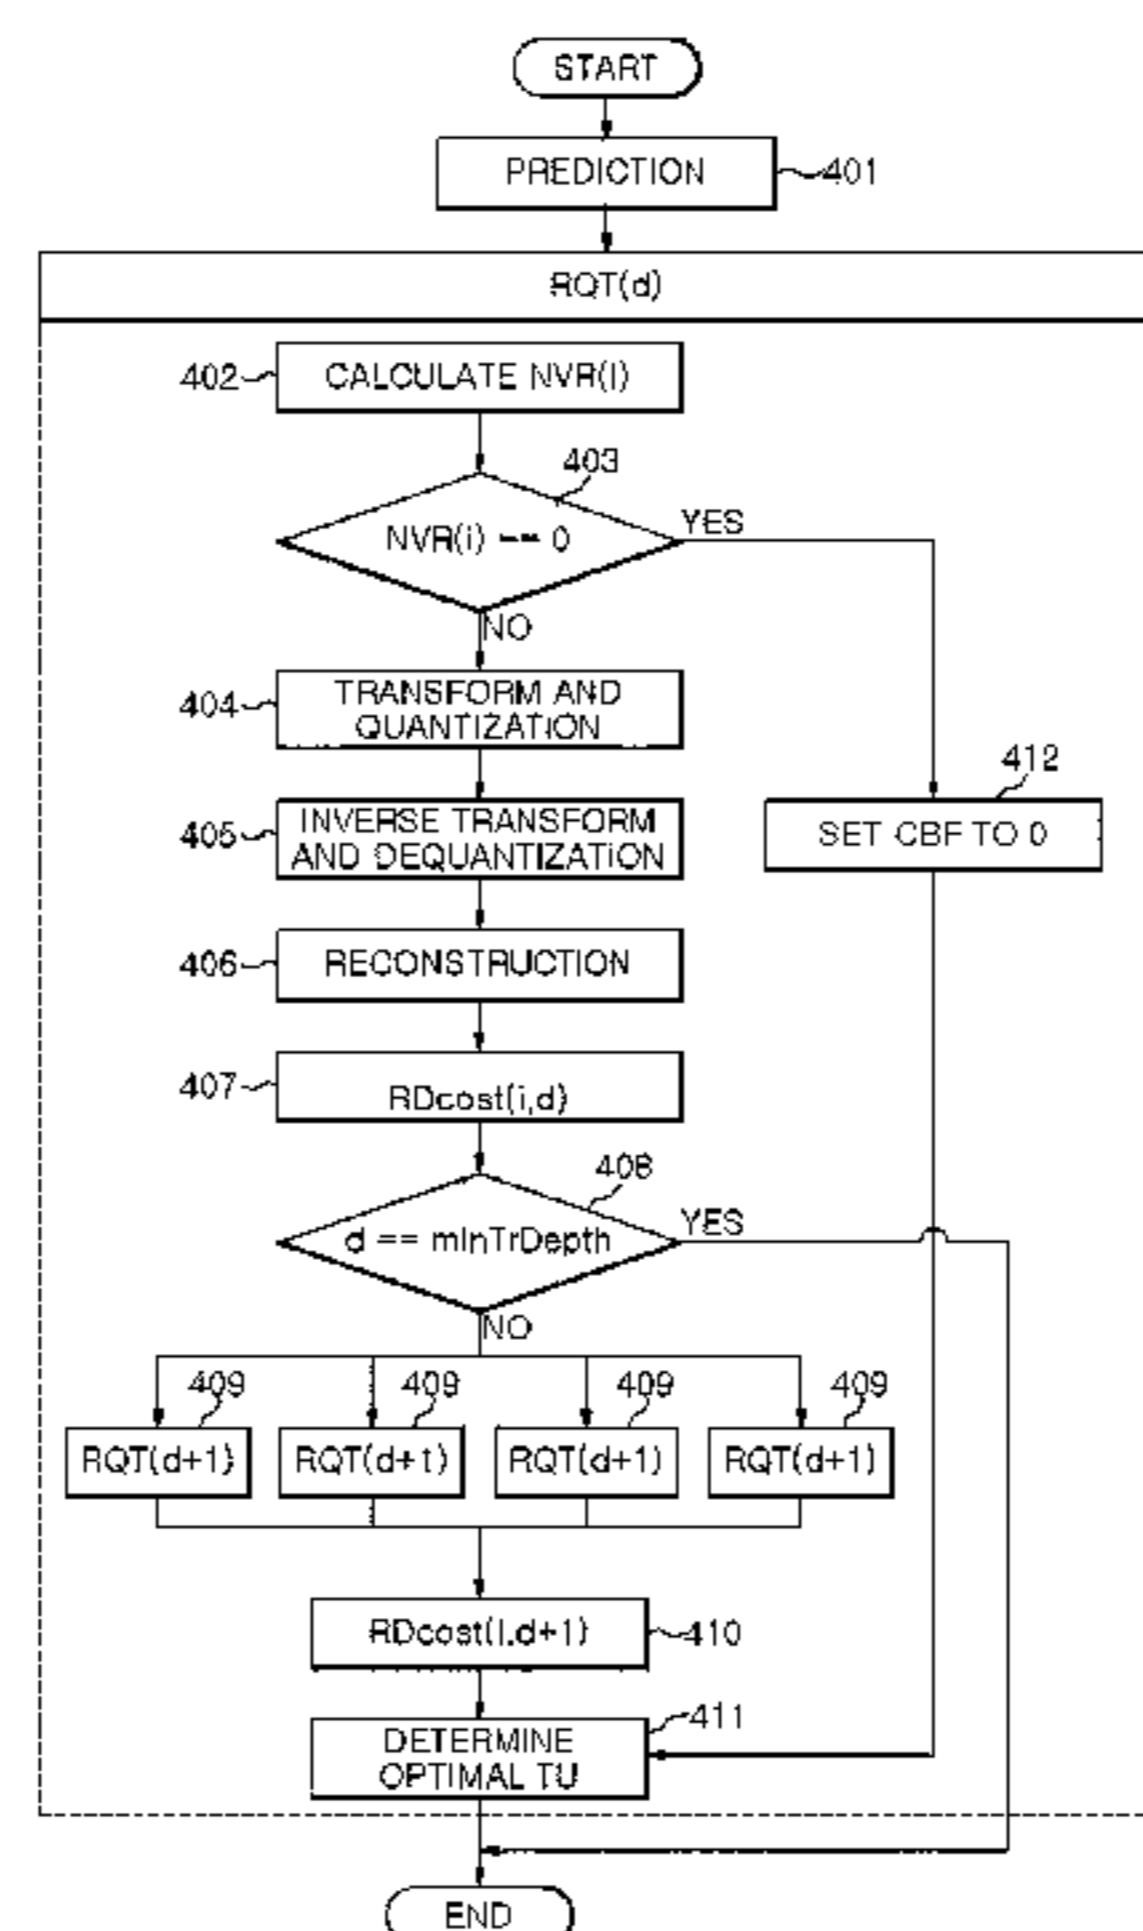 START
PREDICTION
401
RQT(d)
402
CALCULATE NVR(I)
403
NVR(i) == 0
YES
NO
404
TRANSFORM AND
QUANTIZATION
412
SET CBF TO 0
405
INVERSE TRANSFORM
AND DEQUANTIZATION
406
RECONSTRUCTION
407
RDcost(i,d)
408
d == mInTrDepth
YES
NO
409
409
409
409
RQT(d+1)
RQT(d+1)
RQT(d+1)
RQT(d+1)
RDcost(I,d+1)
410
411
DETERMINE
OPTIMAL TU
END